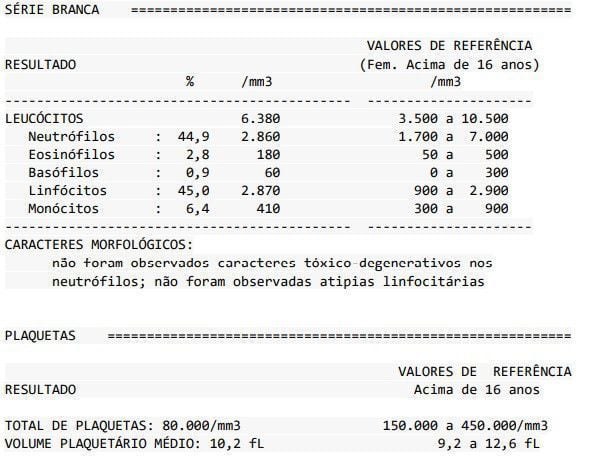 SÉRIE BRANCA ========================================================
VALORES DE REFERÊNCIA
RESULTADO (Fem. Acima de 16 anos)
% /mm3 /mm3
-------------------------------------------- ---------------------
LEUCÓCITOS 6.380 3.500 a 10.500
Neutrófilos : 44,9 2.860 1.700 a 7.000
Eosinófilos : 2,8 180 50 a 500
Basófilos : 0,9 60 0 a 300
Linfócitos : 45,0 2.870 900 a 2.900
Monócitos : 6,4 410 300 a 900
-------------------------------------------- ---------------------
CARACTERES MORFOLÓGICOS:
não foram observados caracteres tóxico-degenerativos nos
neutrófilos; não foram observadas atipias linfocitárias
PLAQUETAS ===========================================================
VALORES DE REFERÊNCIA
RESULTADO Acima de 16 anos
TOTAL DE PLAQUETAS: 80.000/mm3 150.000 a 450.000/mm3
VOLUME PLAQUETÁRIO MÉDIO: 10,2 fL 9,2 a 12,6 fL